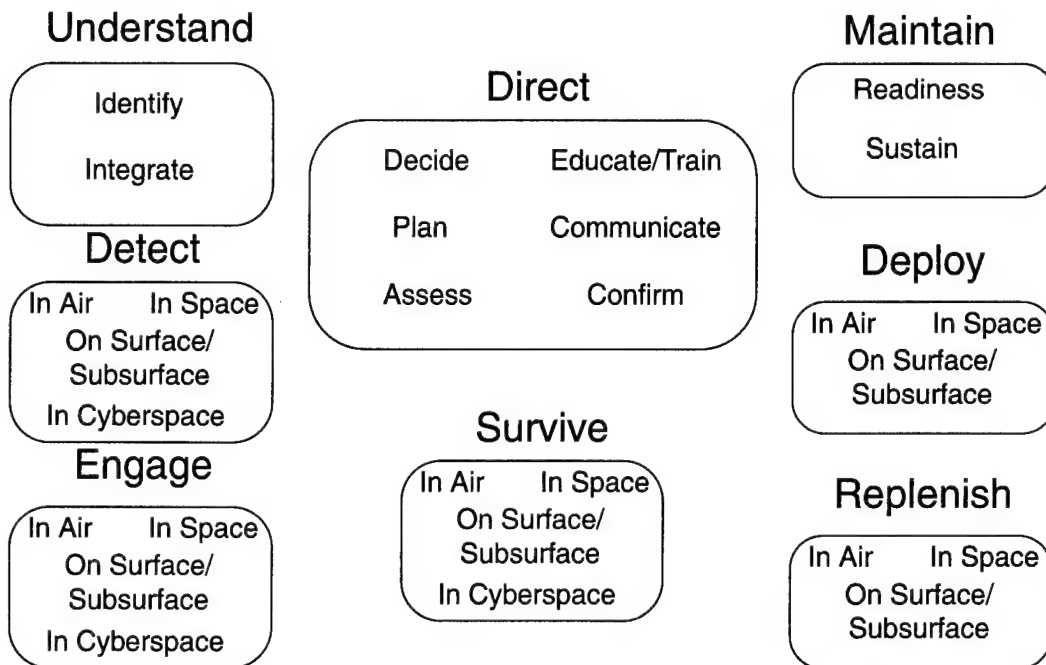 Understand
Identify
Integrate
Detect
In Air In Space
On Surface/
Subsurface
In Cyberspace
Engage
In Air In Space
On Surface/
Subsurface
In Cyberspace
Direct
Decide Educate/Train
Plan Communicate
Assess Confirm
Survive
In Air In Space
On Surface/
Subsurface
In Cyberspace
Maintain
Readiness
Sustain
Deploy
In Air In Space
On Surface/
Subsurface
Replenish
In Air In Space
On Surface/
Subsurface